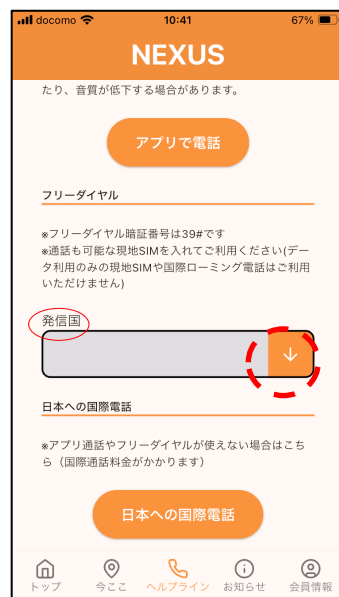 docomo 10:41 67%
NEXUS
たり、音質が低下する場合があります。
アプリで電話
フリーダイヤル
※フリーダイヤル暗証番号は39#です
※通話も可能な現地SIMを入れてご利用ください(デー
タ利用のみの現地SIMや国際ローミング電話はご利用
いただけません)
発信国
日本への国際電話
※アプリ通話やフリーダイヤルが使えない場合はこち
ら（国際通話料金がかかります）
日本への国際電話
トップ 今ここ ヘルプライン お知らせ 会員情報